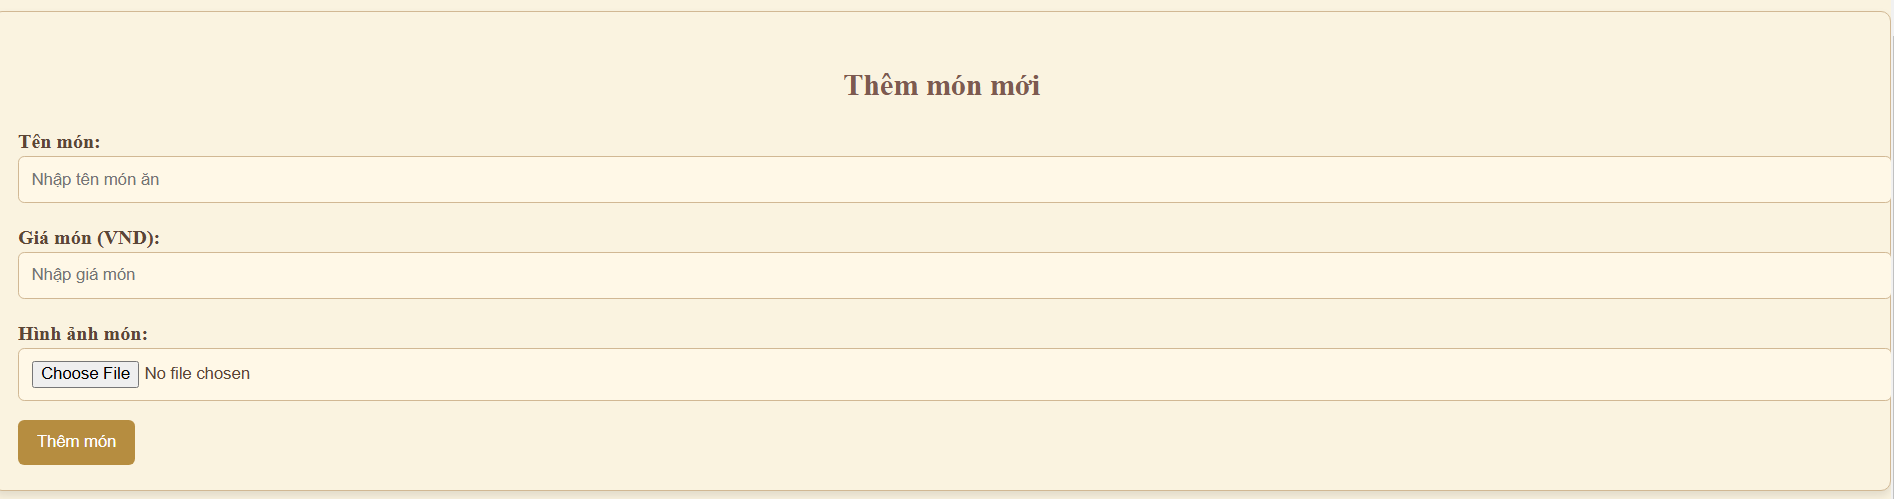 Thêm món mới
Tên món:
Nhập tên món ăn
Giá món (VND):
Nhập giá món
Hình ảnh món:
Choose File No file chosen
Thêm món